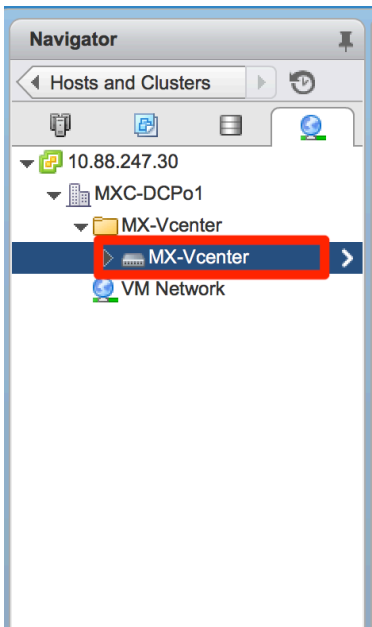 Navigator
Hosts and Clusters
10.88.247.30
MXC-DCPo1
MX-Vcenter
MX-Vcenter
VM Network